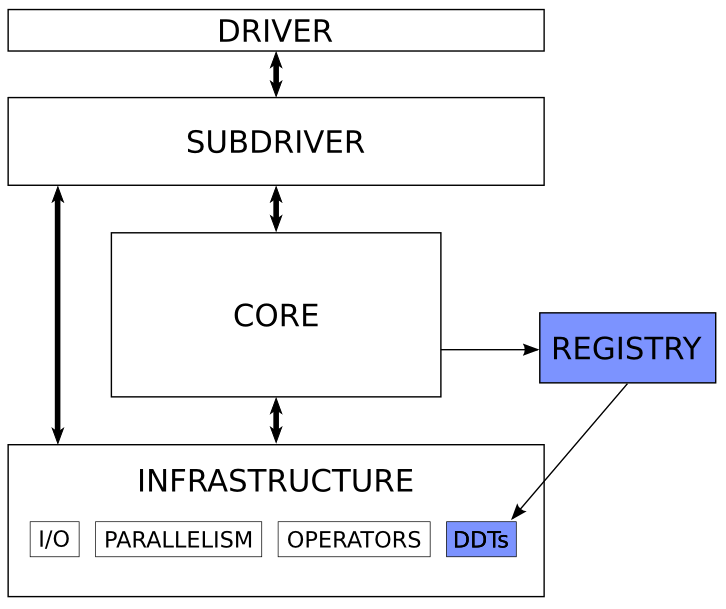 DRIVER
SUBDRIVER
CORE
REGISTRY
INFRASTRUCTURE
I/O PARALLELISM OPERATORS DDTs